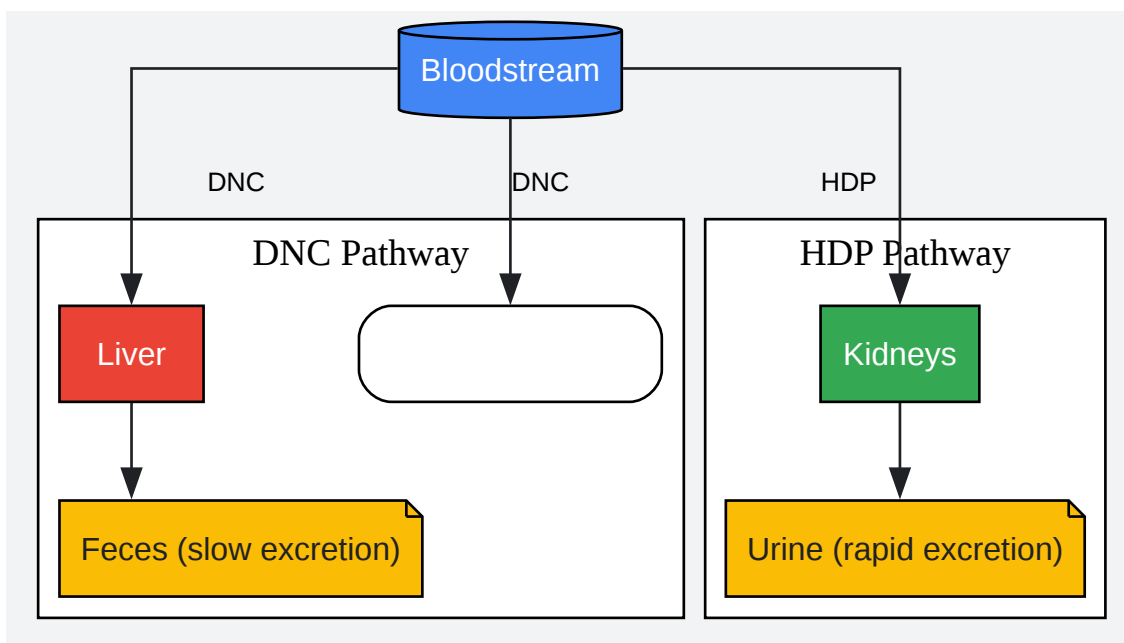 Bloodstream
DNC
DNC
HDP
DNC Pathway
HDP Pathway
Liver
Kidneys
Feces (slow excretion)
Urine (rapid excretion)